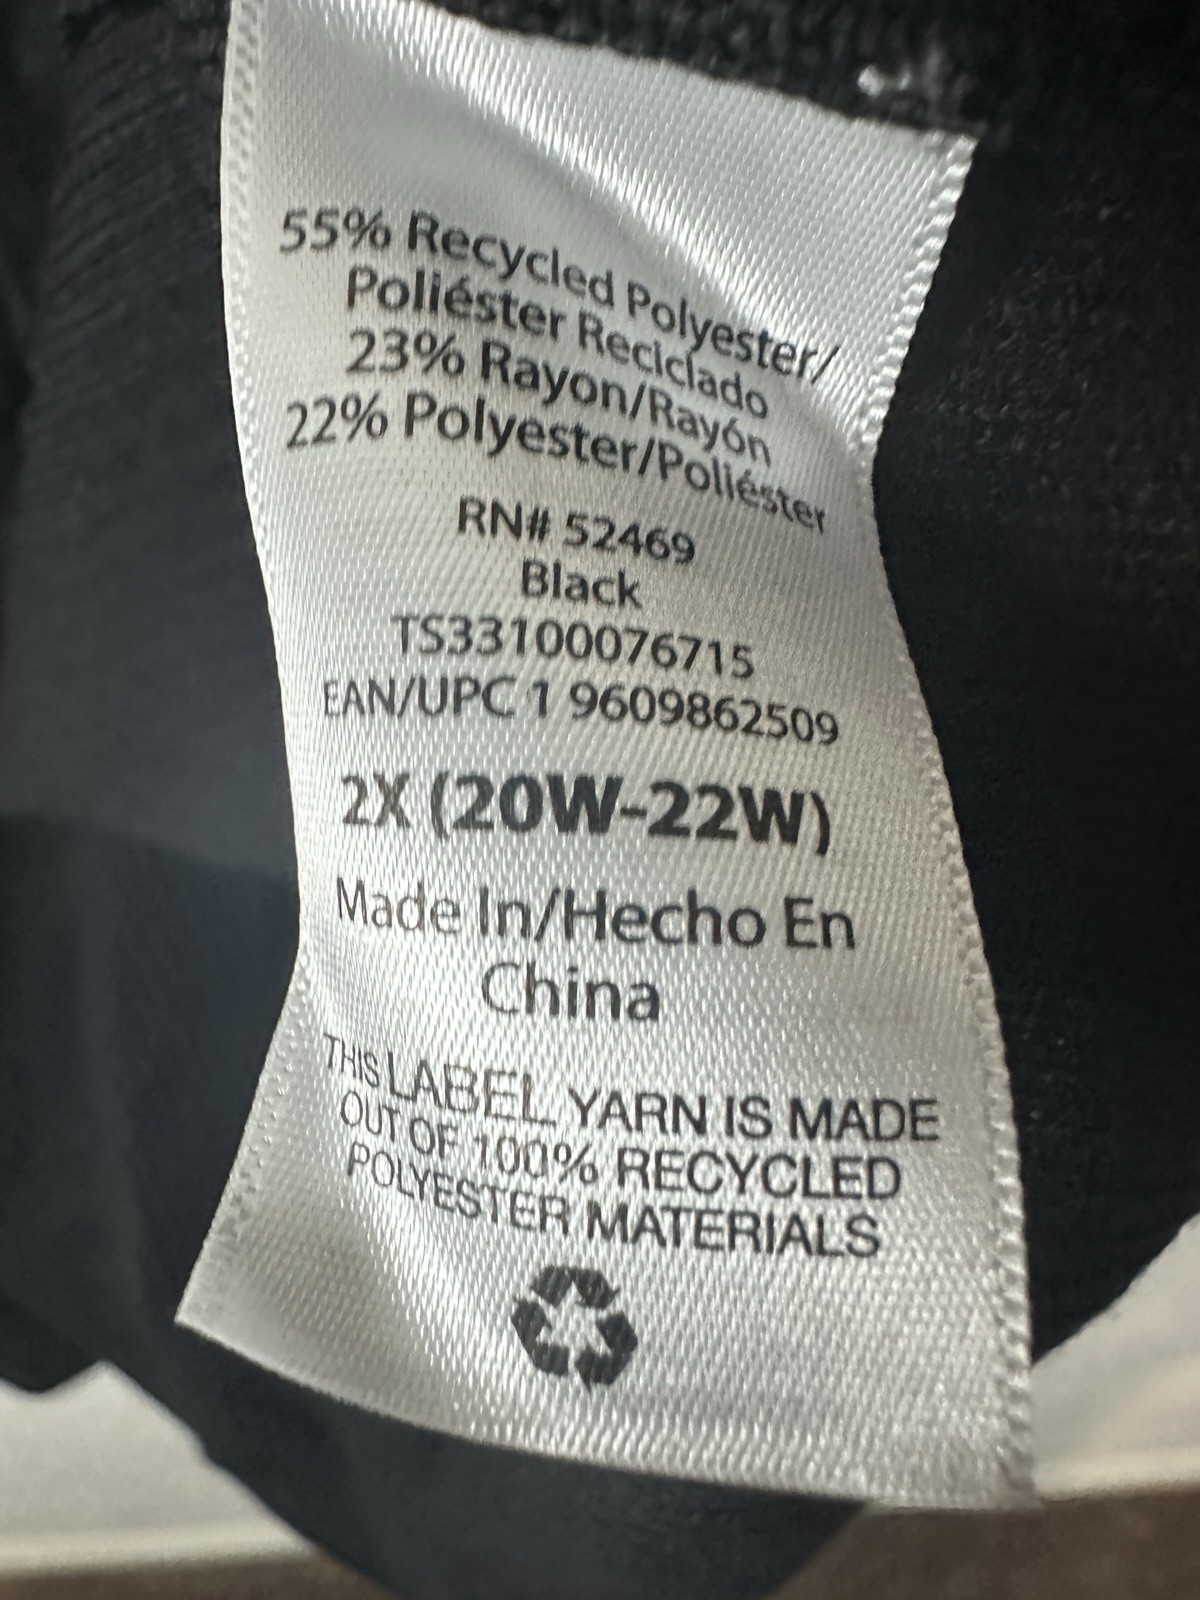 55% Recycled Polyester/
Poliéster Reciclado
23% Rayon/Rayón
22% Polyester/Poliéster
RN# 52469
Black
TS33100076715
EAN/UPC 1 9609862509
2X (20W-22W)
Made In/Hecho En
China
THIS LABEL YARN IS MADE
OUT OF 100% RECYCLED
POLYESTER MATERIALS